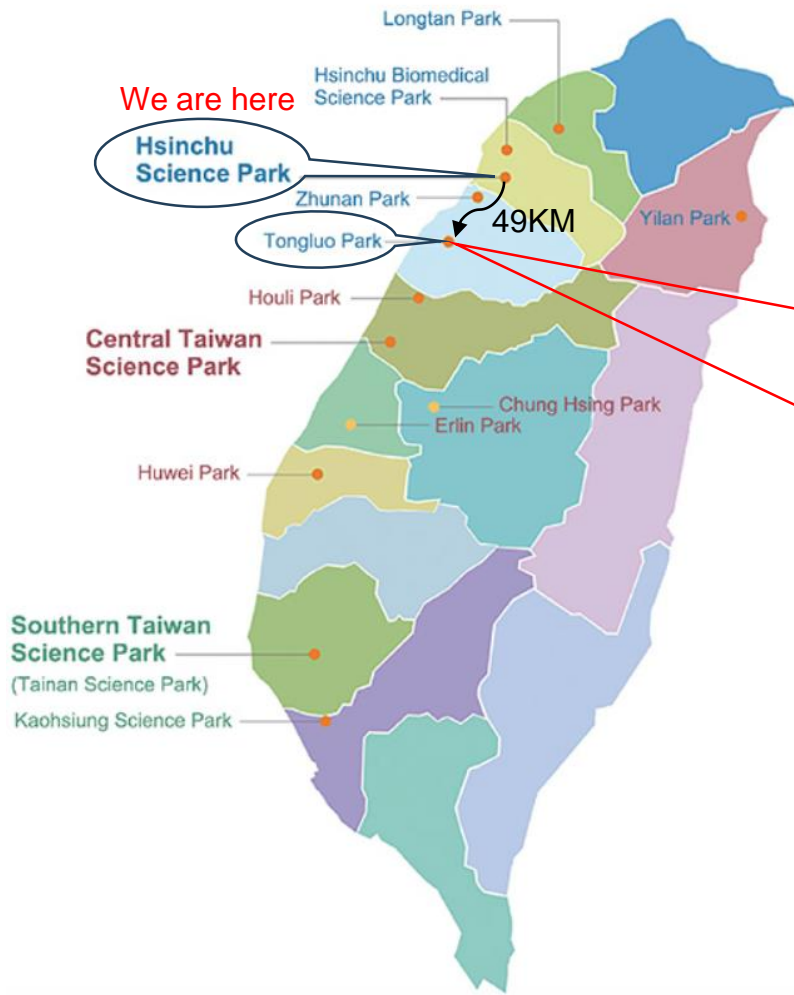 Longtan Park
Hsinchu Biomedical
Science Park
We are here
Hsinchu
Science Park
Zhunan Park
49KM
Yilan Park
Tongluo Park
Houli Park
Central Taiwan
Science Park
Chung Hsing Park
Erlin Park
Huwei Park
Southern Taiwan
Science Park
(Tainan Science Park)
Kaohsiung Science Park